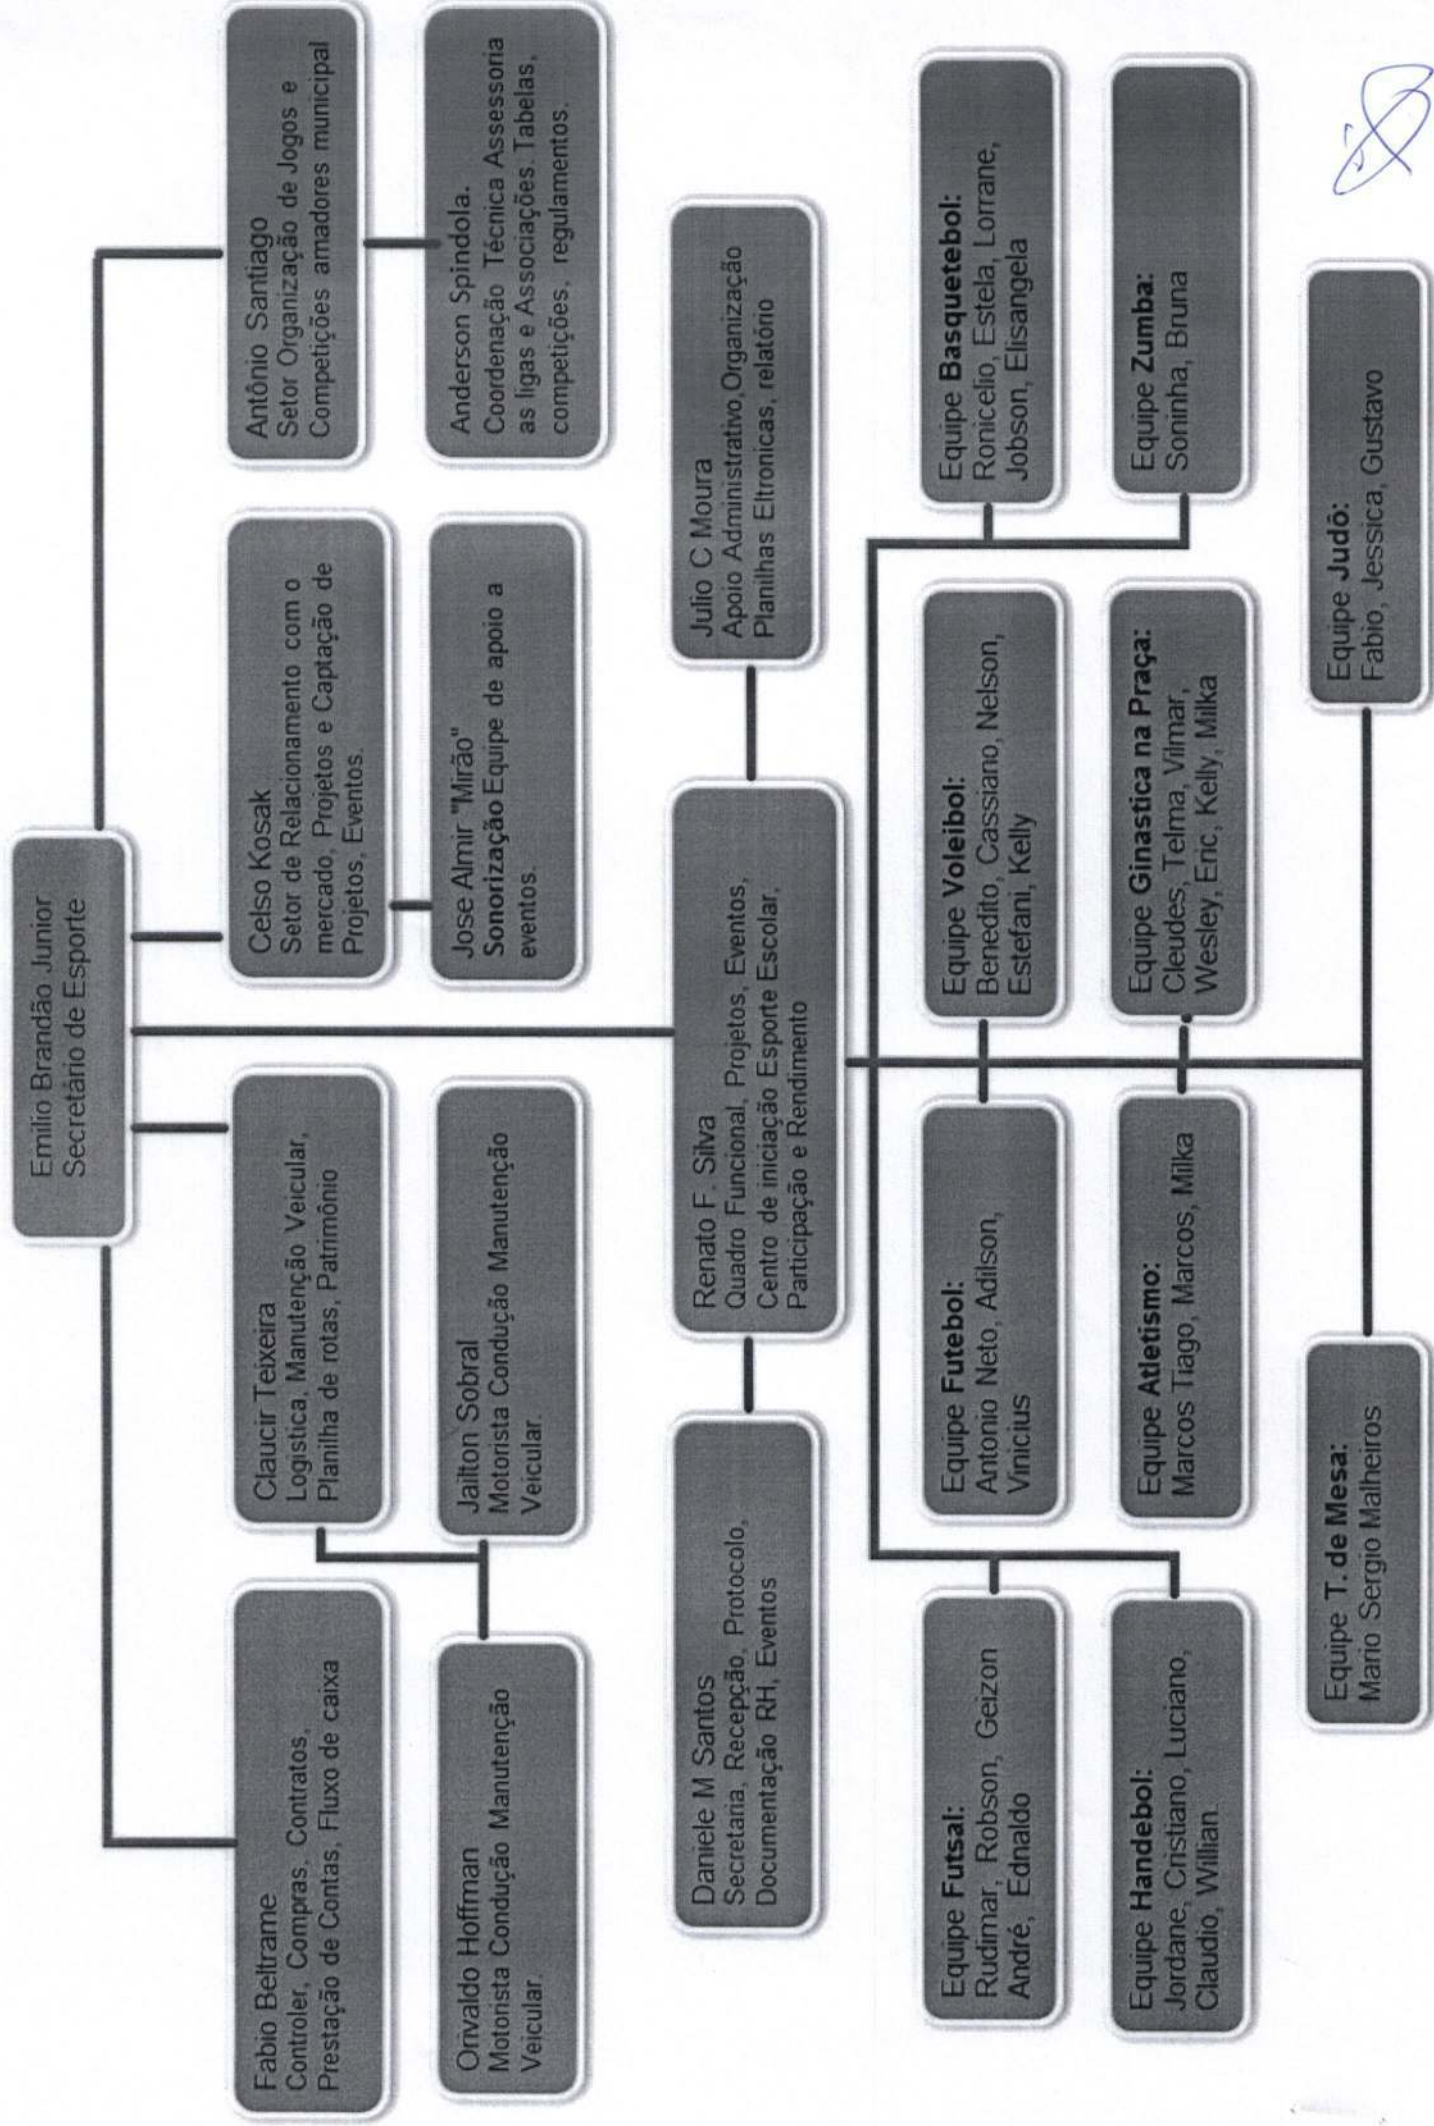 Emilio Brandão Junior
Secretário de Esporte
Fabio Beltrame
Controler, Compras, Contratos,
Prestação de Contas, Fluxo de caixa
Claucir Teixeira
Logistica, Manutenção Veicular,
Planilha de rotas, Patrimônio
Celso Kosak
Setor de Relacionamento com o
mercado, Projetos e Captação de
Projetos, Eventos.
Antônio Santiago
Setor Organização de Jogos e
Competições amadores municipal
Orivaldo Hoffman
Motorista Condução Manutenção
Veicular.
Jailton Sobral
Motorista Condução Manutenção
Veicular.
Jose Almir "Mirão"
Sonorização Equipe de apoio a
eventos.
Anderson Spindola.
Coordenação Técnica Assessoria
as ligas e Associações. Tabelas,
competições, regulamentos.
Daniele M Santos
Secretaria, Recepção, Protocolo,
Documentação RH, Eventos
Renato F. Silva
Quadro Funcional, Projetos, Eventos,
Centro de iniciação Esporte Escolar,
Participação e Rendimento
Julio C Moura
Apoio Administrativo,Organização
Planilhas Eltronicas, relatório
Equipe Futsal:
Rudimar, Robson, Geizon
André, Ednaldo
Equipe Futebol:
Antonio Neto, Adilson,
Vinicius
Equipe Voleibol:
Benedito, Cassiano, Nelson,
Estefani, Kelly
Equipe Basquetebol:
Ronicelio, Estela, Lorrane,
Jobson, Elisangela
Equipe Handebol:
Jordane, Cristiano, Luciano,
Claudio, Willian
Equipe Atletismo:
Marcos Tiago, Marcos, Milka
Equipe Ginastica na Praça:
Cleudes, Telma, Vilmar,
Wesley, Eric, Kelly, Milka
Equipe Zumba:
Soninha, Bruna
Equipe T. de Mesa:
Mario Sergio Malheiros
Equipe Judô:
Fabio, Jessica, Gustavo